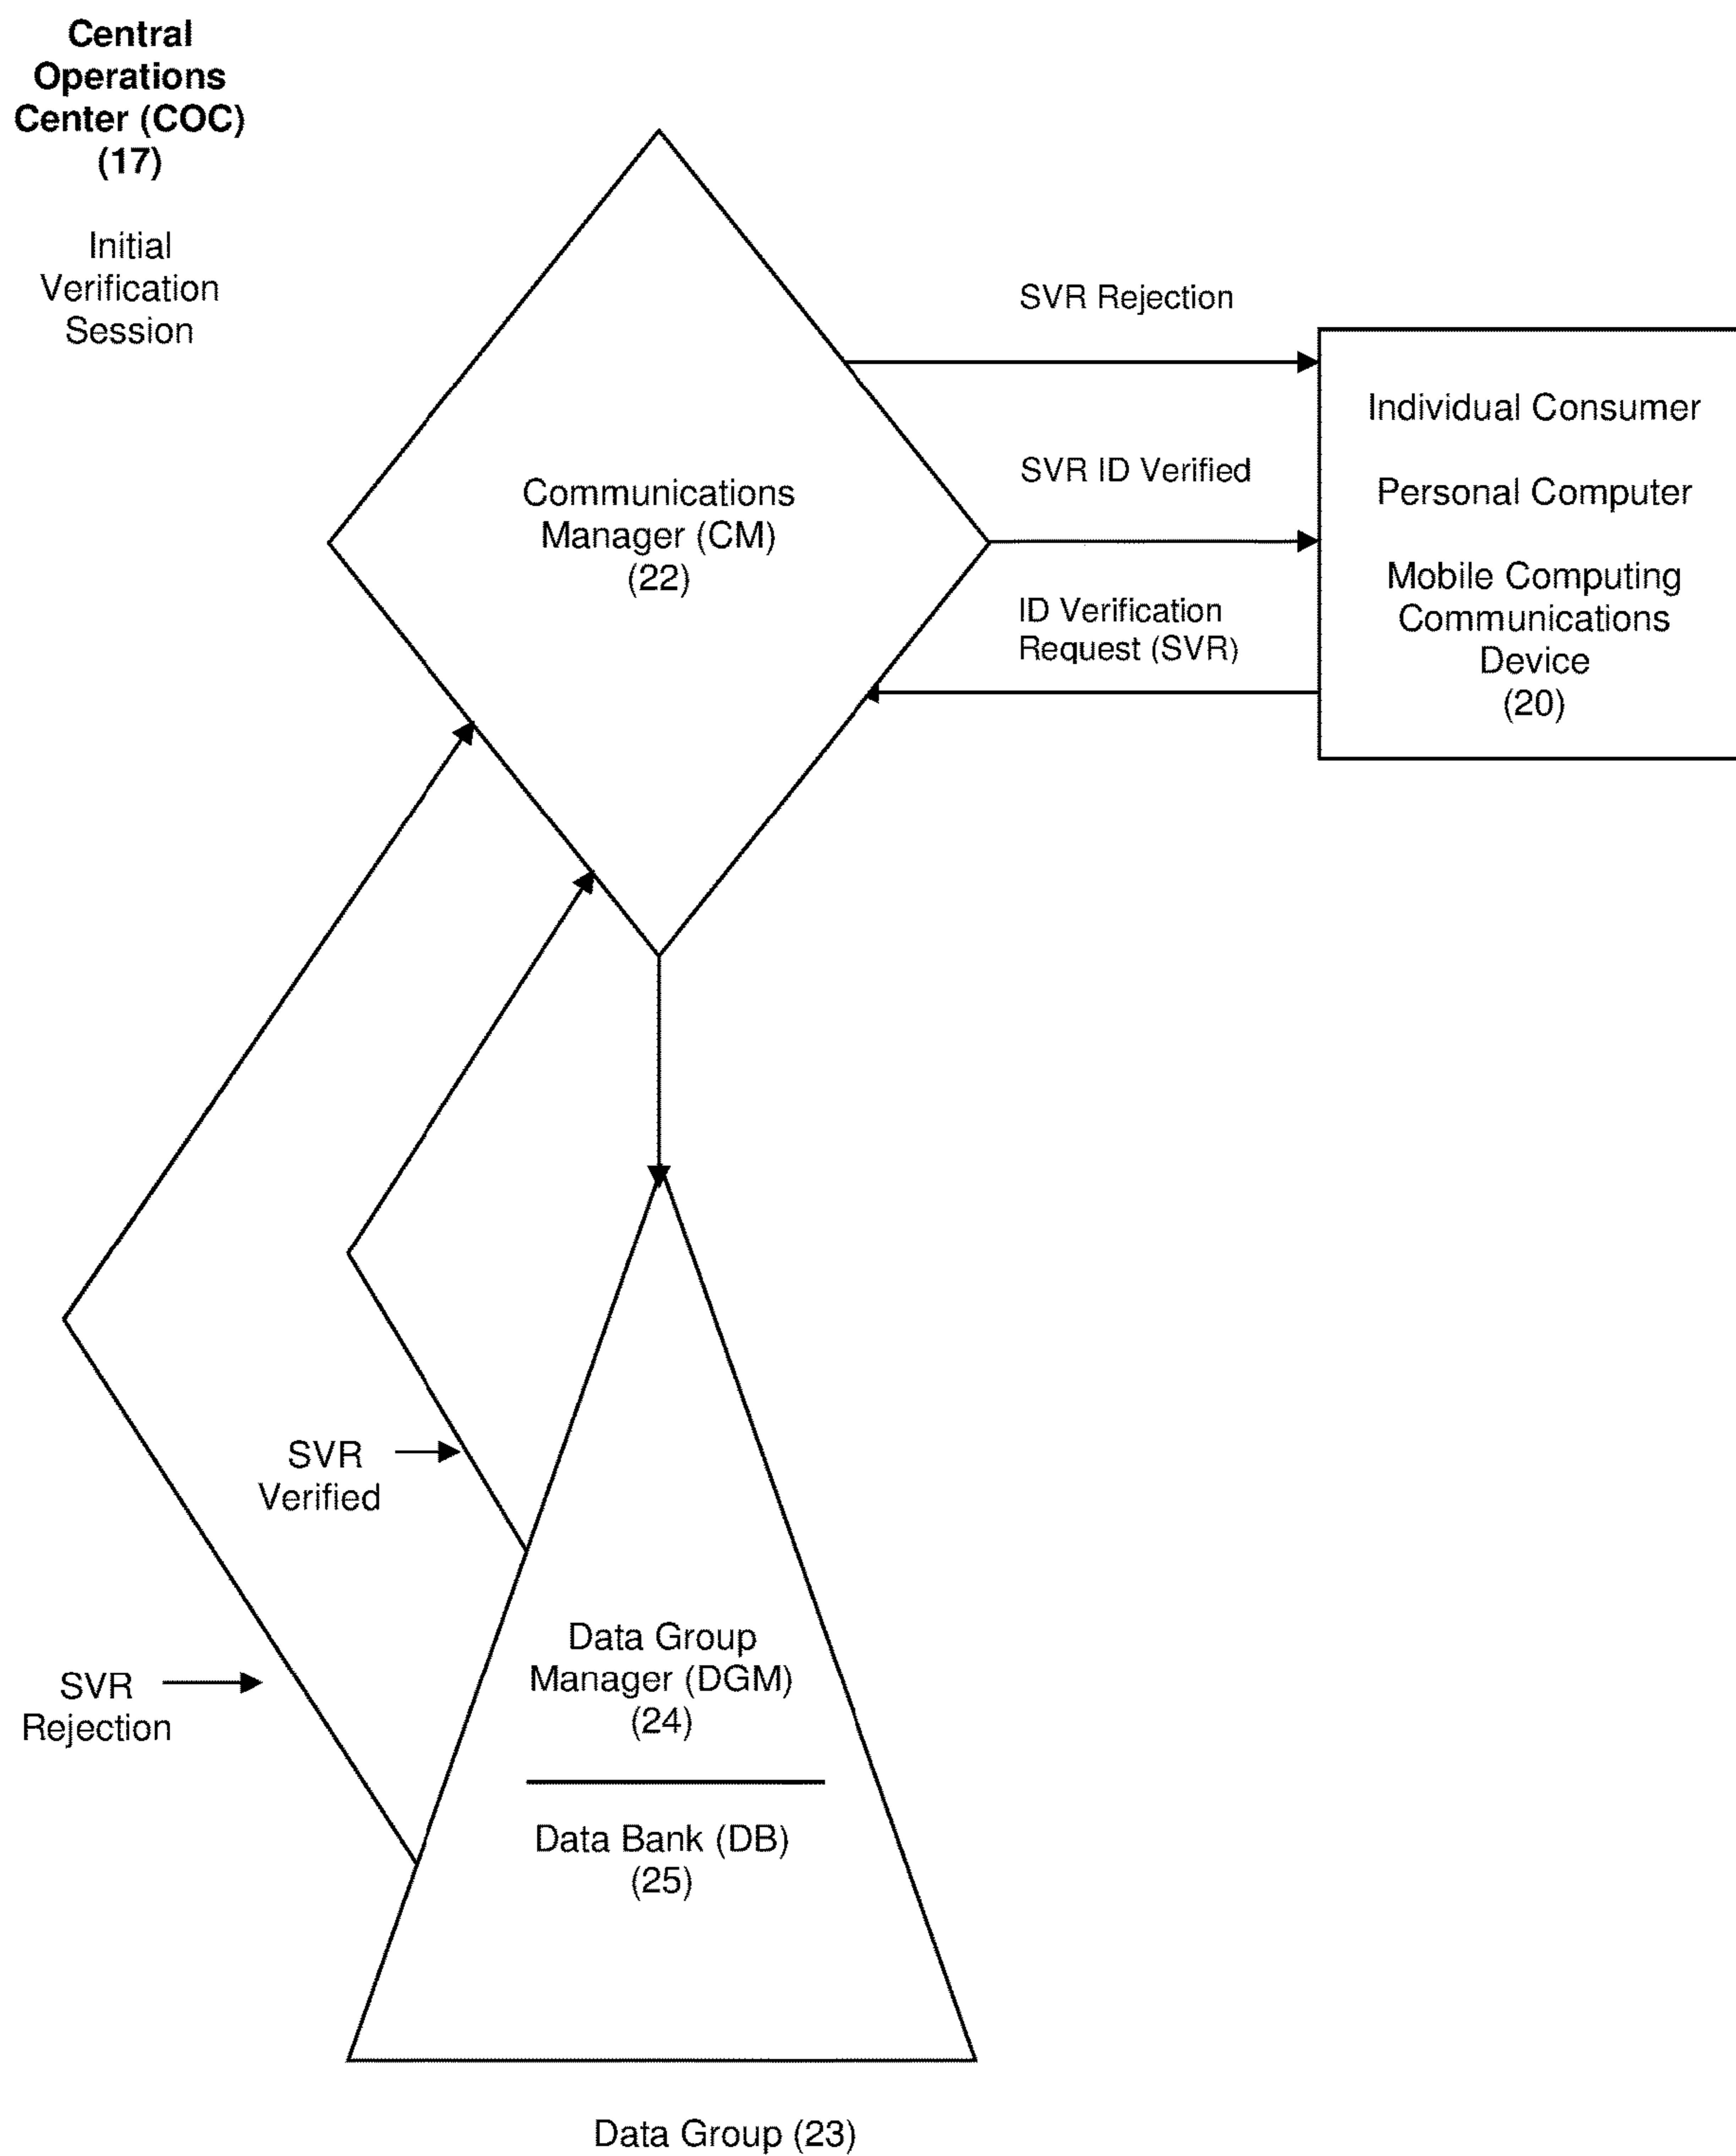 Central
Operations
Center (COC)
(17)
Initial
Verification
Session
SVR Rejection
Individual Consumer
SVR ID Verified
Personal Computer
Communications
Manager (CM)
(22)
Mobile Computing
Communications
Device
(20)
ID Verification
Request (SVR)
SVR
Verified
Data Group
Manager (DGM)
(24)
SVR
Rejection
Data Bank (DB)
(25)
Data Group (23)